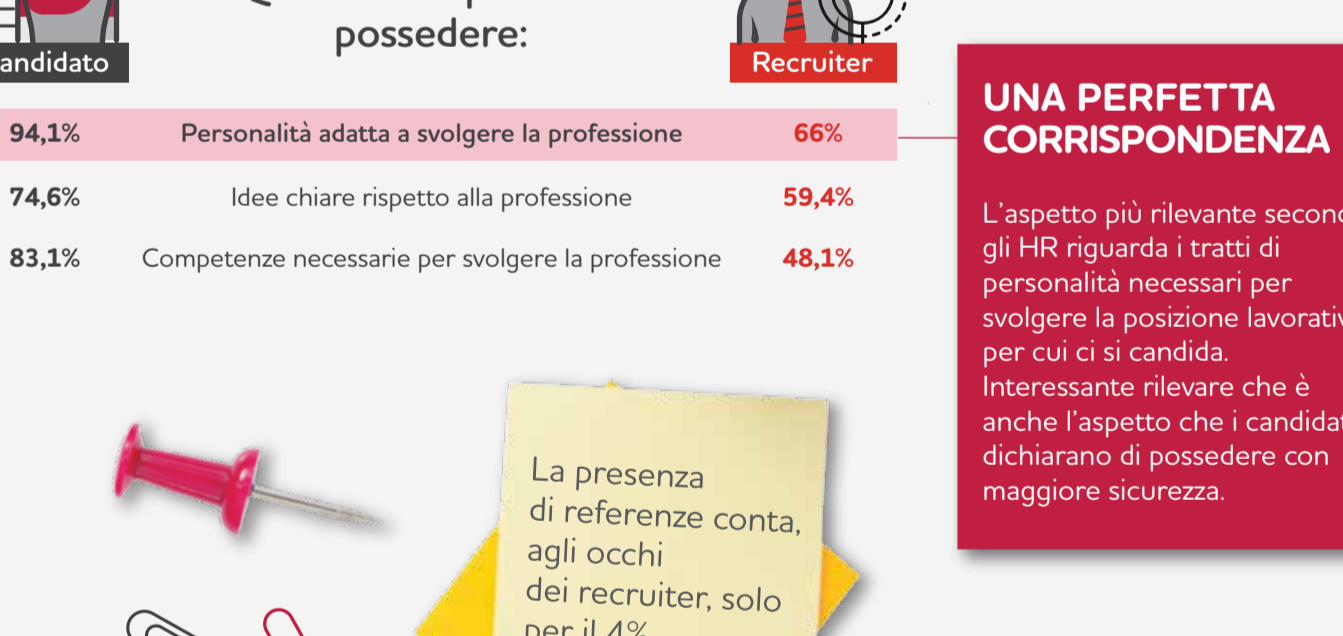 possedere:
andidato
Recruiter
94,1% Personalità adatta a svolgere la professione 66%
74,6% Idee chiare rispetto alla professione 59,4%
83,1% Competenze necessarie per svolgere la professione 48,1%
UNA PERFETTA
CORRISPONDENZA
L'aspetto più rilevante second
gli HR riguarda i tratti di
personalità necessari per
svolgere la posizione lavorativ
per cui ci si candida.
Interessante rilevare che è
anche l'aspetto che i candidat
dichiarano di possedere con
maggiore sicurezza.
La presenza
di referenze conta,
agli occhi
dei recruiter, solo
per il 4%